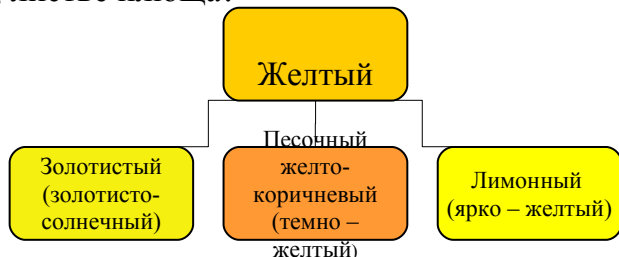 Желтый
Золотистый
(золотисто-
солнечный)
Песочный
желто-
коричневый
(темно –
желтый)
Лимонный
(ярко – желтый)